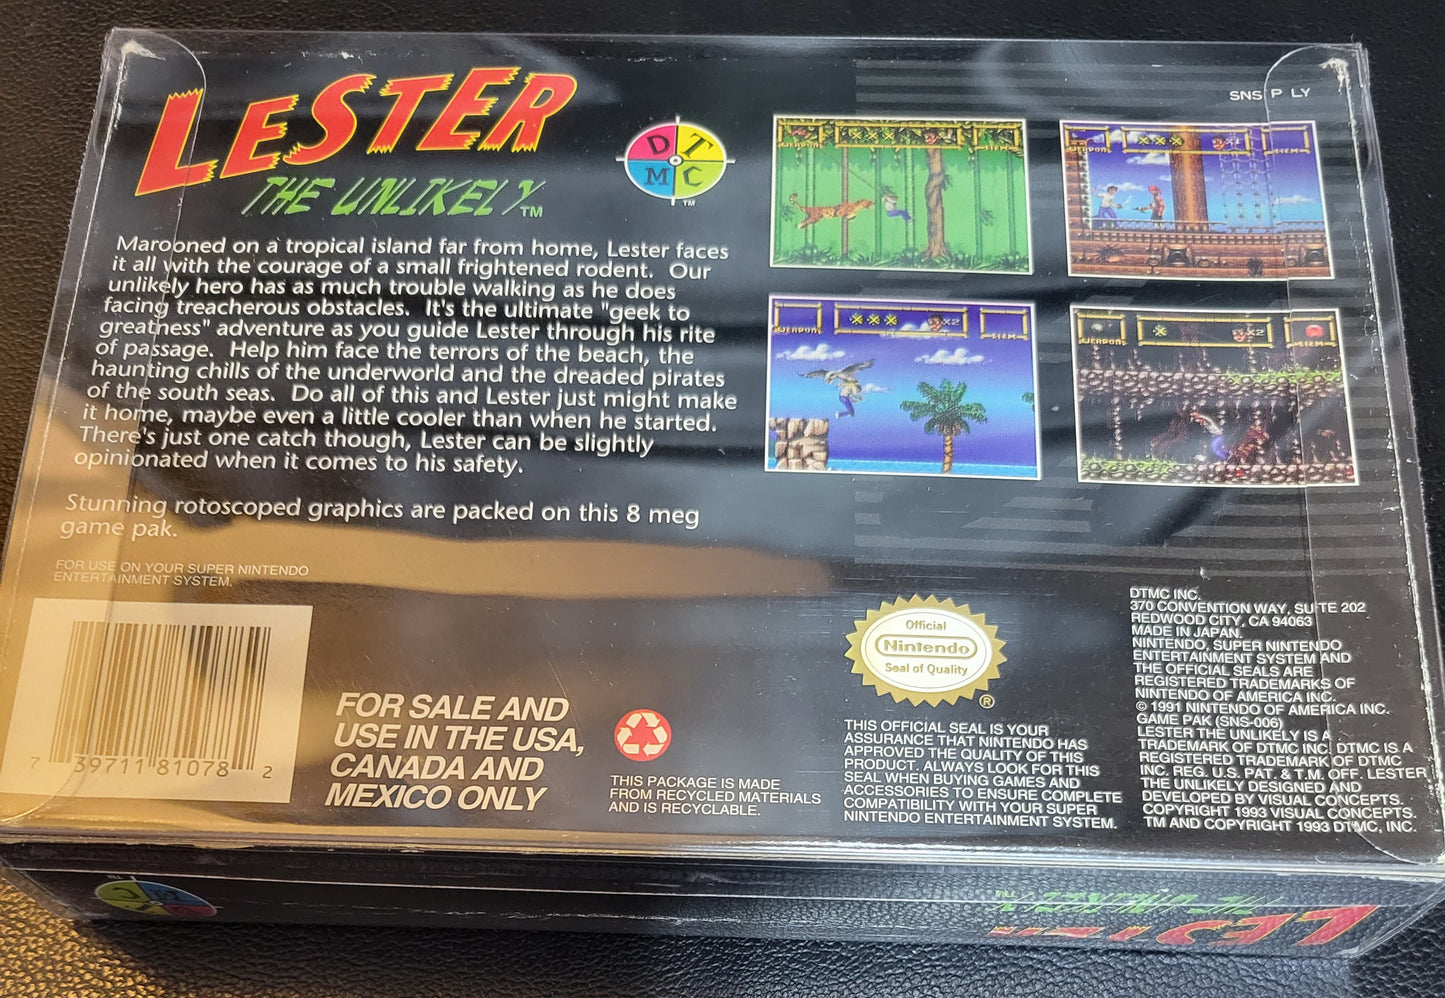 LESTER
THE UNLIKELY TM
D T
M C
TM
SNS P LY
Marooned on a tropical island far from home, Lester faces
it all with the courage of a small frightened rodent. Our
unlikely hero has as much trouble walking as he does
facing treacherous obstacles. It's the ultimate "geek to
greatness" adventure as you guide Lester through his rite
of passage. Help him face the terrors of the beach, the
haunting chills of the underworld and the dreaded pirates
of the south seas. Do all of this and Lester just might make
it home, maybe even a little cooler than when he started.
There's just one catch though, Lester can be slightly
opinionated when it comes to his safety.
Stunning rotoscoped graphics are packed on this 8 meg
game pak.
FOR USE ON YOUR SUPER NINTENDO
ENTERTAINMENT SYSTEM.
WEAPON
ITEM
WEAPON
X1
ITEM
WEAPON
X2
ITEM
WEAPON
X2
ITEM
7 39711 81078 2
FOR SALE AND
USE IN THE USA,
CANADA AND
MEXICO ONLY
THIS PACKAGE IS MADE
FROM RECYCLED MATERIALS
AND IS RECYCLABLE.
Official
Nintendo
Seal of Quality
®
THIS OFFICIAL SEAL IS YOUR
ASSURANCE THAT NINTENDO HAS
APPROVED THE QUALITY OF THIS
PRODUCT. ALWAYS LOOK FOR THIS
SEAL WHEN BUYING GAMES AND
ACCESSORIES TO ENSURE COMPLETE
COMPATIBILITY WITH YOUR SUPER
NINTENDO ENTERTAINMENT SYSTEM.
DTMC INC.
370 CONVENTION WAY, SUITE 202
REDWOOD CITY, CA 94063
MADE IN JAPAN.
NINTENDO, SUPER NINTENDO
ENTERTAINMENT SYSTEM AND
THE OFFICIAL SEALS ARE
REGISTERED TRADEMARKS OF
NINTENDO OF AMERICA INC.
© 1991 NINTENDO OF AMERICA INC.
GAME PAK (SNS-006)
LESTER THE UNLIKELY IS A
TRADEMARK OF DTMC INC. DTMC IS A
REGISTERED TRADEMARK OF DTMC
INC. REG. U.S. PAT. & T.M. OFF. LESTER
THE UNLIKELY DESIGNED AND
DEVELOPED BY VISUAL CONCEPTS.
COPYRIGHT 1993 VISUAL CONCEPTS.
TM AND COPYRIGHT 1993 DTMC, INC.